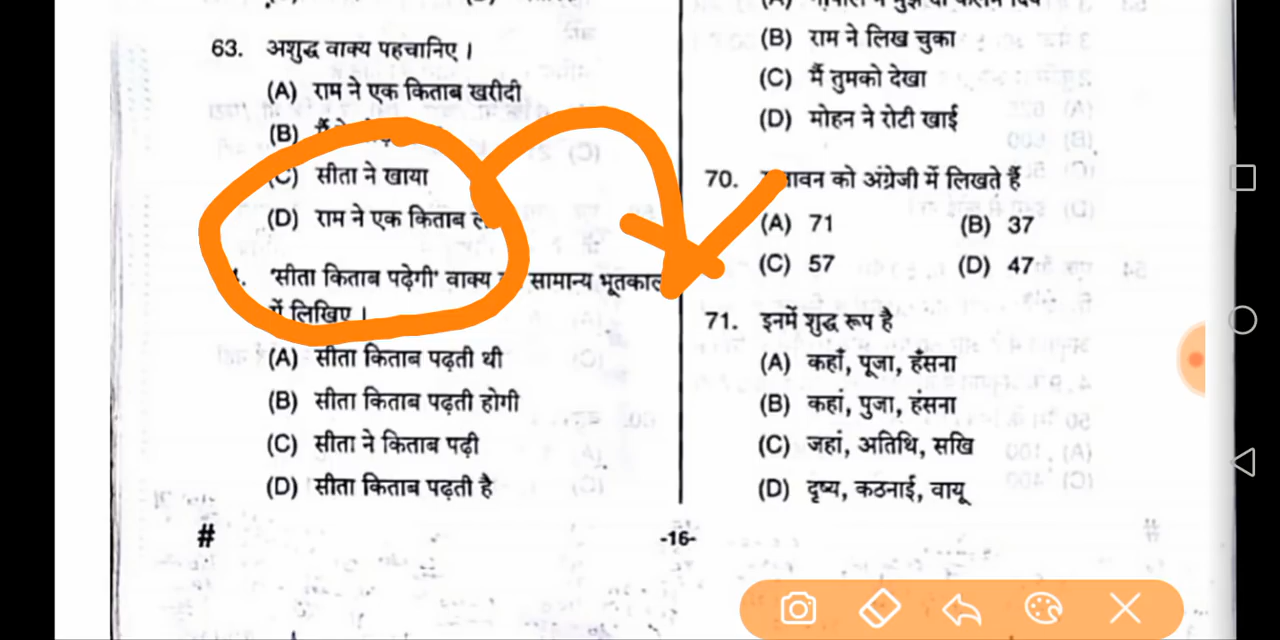 63. अशुद्ध वाक्य पहचानिए ।
(A) राम ने एक किताब खरीदी
(B)
(C) सीता ने खाया
(D) राम ने एक किताब
'सीता किताब पढ़ेगी' वाक्य सामान्य भूतकाल
में लिखिए ।
(A) सीता किताब पढ़ती थी
(B) सीता किताब पढ़ती होगी
(C) सीता ने किताब पढ़ी
(D) सीता किताब पढ़ती है
#
-16-
(B) राम ने लिख चुका
(C) मैं तुमको देखा
(D) मोहन ने रोटी खाई
70. को अंग्रेजी में लिखते हैं
(A) 71 (B) 37
(C) 57 (D) 47
71. इनमें शुद्ध रूप है
(A) कहाँ, पूजा, हँसना
(B) कहां, पुजा, हंसना
(C) जहां, अतिथि, सखि
(D) दृष्य, कठनाई, वायू